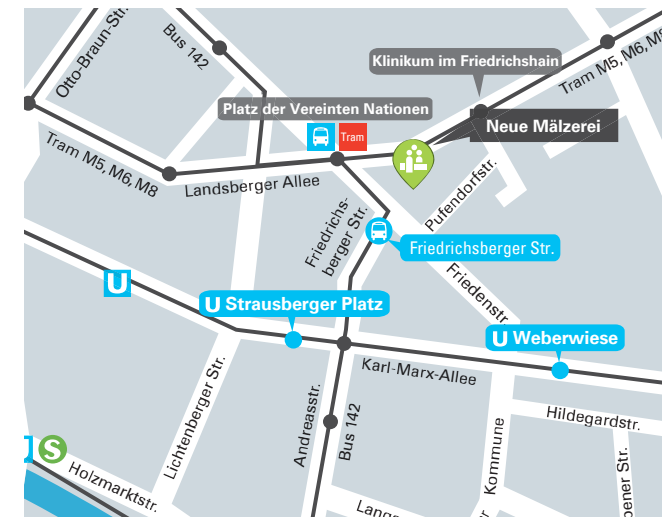 Otto-Braun-Str.
Bus 142
Klinikum im Friedrichshain
Tram M5, M6, M8
Platz der Vereinten Nationen
Tram
Neue Mälzerei
Tram M5, M6, M8
Landsberger Allee
Pufendorfstr.
Friedrichs-
berger Str.
Friedrichsberger Str.
Friedenstr
U
U Strausberger Platz
U Weberwiese
Karl-Marx-Allee
Lichtenberger Str.
Andreasstr.
Bus 142
Hildegardstr.
Kommune
S
Holzmarktstr.